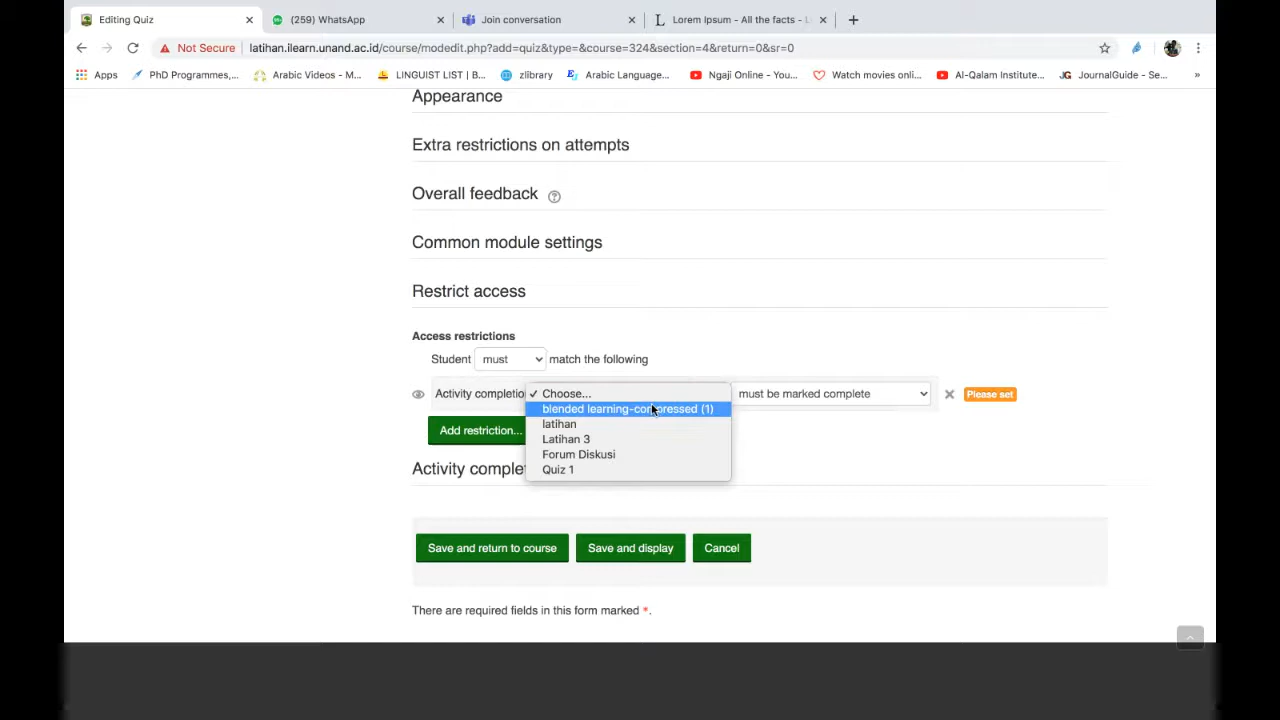 Editing Quiz
(259) WhatsApp
Join conversation
Lorem Ipsum - All the facts - L
Not Secure latihan.ilearn.unand.ac.id/course/modedit.php?add=quiz&type=&course=324&section=4&return=0&sr=0
Apps PhD Programmes,... Arabic Videos - M... LINGUIST LIST | B... zlibrary Arabic Language... Ngaji Online - You... Watch movies onli... Al-Qalam Institute... JournalGuide - Se... »
Appearance
Extra restrictions on attempts
Overall feedback
Common module settings
Restrict access
Access restrictions
Student must match the following
Activity completio ✓ Choose... must be marked complete Please set
blended learning-compressed (1)
latihan
Add restriction...
Latihan 3
Forum Diskusi
Activity complet
Quiz 1
Save and return to course Save and display Cancel
There are required fields in this form marked *.